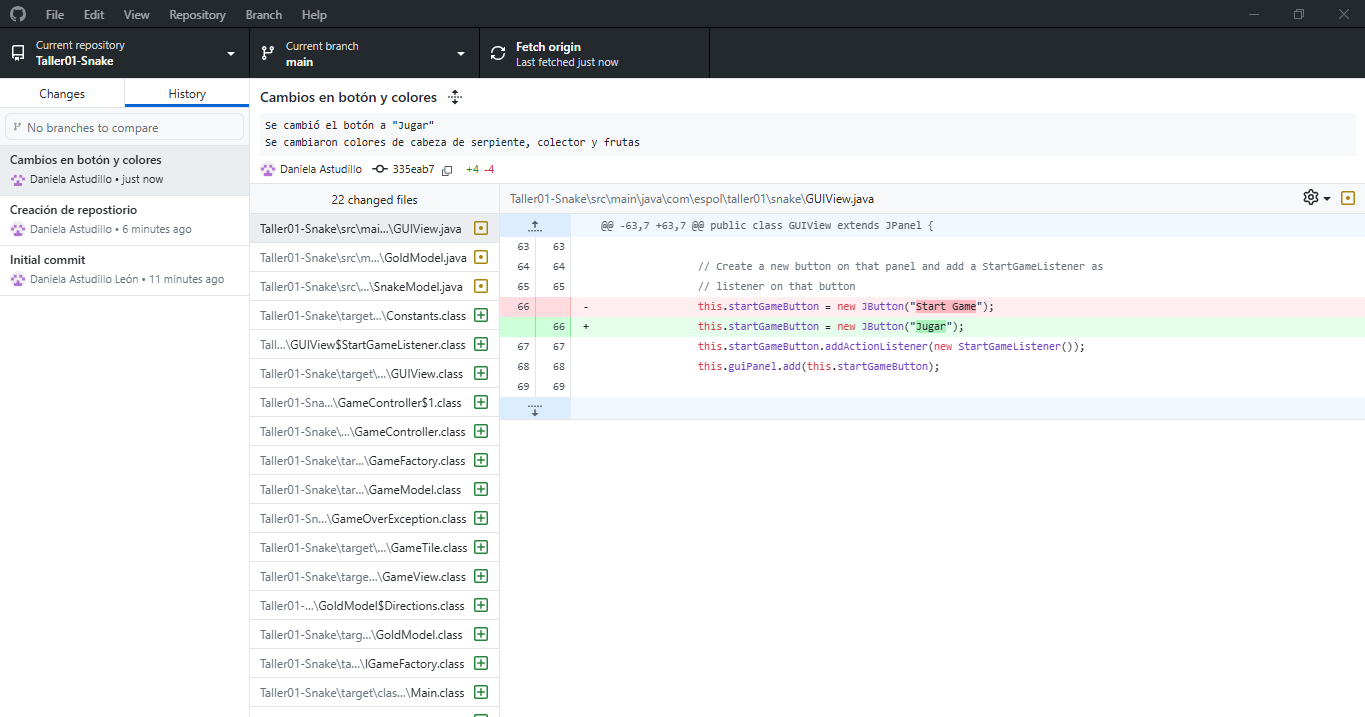 File Edit View Repository Branch Help
Current repository
Taller01-Snake
Current branch
main
Fetch origin
Last fetched just now
Changes
History
No branches to compare
Cambios en botón y colores
Daniela Astudillo • just now
Creación de repostiorio
Daniela Astudillo • 6 minutes ago
Initial commit
Daniela Astudillo León • 11 minutes ago
Cambios en botón y colores
Se cambió el botón a "Jugar"
Se cambiaron colores de cabeza de serpiente, colector y frutas
Daniela Astudillo 335eab7 +4 -4
22 changed files
Taller01-Snake\src\mai...\GUIView.java
Taller01-Snake\src\m...\GoldModel.java
Taller01-Snake\src\...\SnakeModel.java
Taller01-Snake\target...\Constants.class
Tall...\GUIView$StartGameListener.class
Taller01-Snake\target\...\GUIView.class
Taller01-Sna...\GameController$1.class
Taller01-Snake\...\GameController.class
Taller01-Snake\tar...\GameFactory.class
Taller01-Snake\tar...\GameModel.class
Taller01-Sn...\GameOverException.class
Taller01-Snake\target\...\GameTile.class
Taller01-Snake\targe...\GameView.class
Taller01-...\GoldModel$Directions.class
Taller01-Snake\targ...\GoldModel.class
Taller01-Snake\ta...\IGameFactory.class
Taller01-Snake\target\clas...\Main.class
Taller01-Snake\src\main\java\com\espol\taller01\snake\GUIView.java
@@ -63,7 +63,7 @@ public class GUIView extends JPanel {
63 63
64 64 // Create a new button on that panel and add a StartGameListener as
65 65 // listener on that button
66 - this.startGameButton = new JButton("Start Game");
66 + this.startGameButton = new JButton("Jugar");
67 67 this.startGameButton.addActionListener(new StartGameListener());
68 68 this.guiPanel.add(this.startGameButton);
69 69